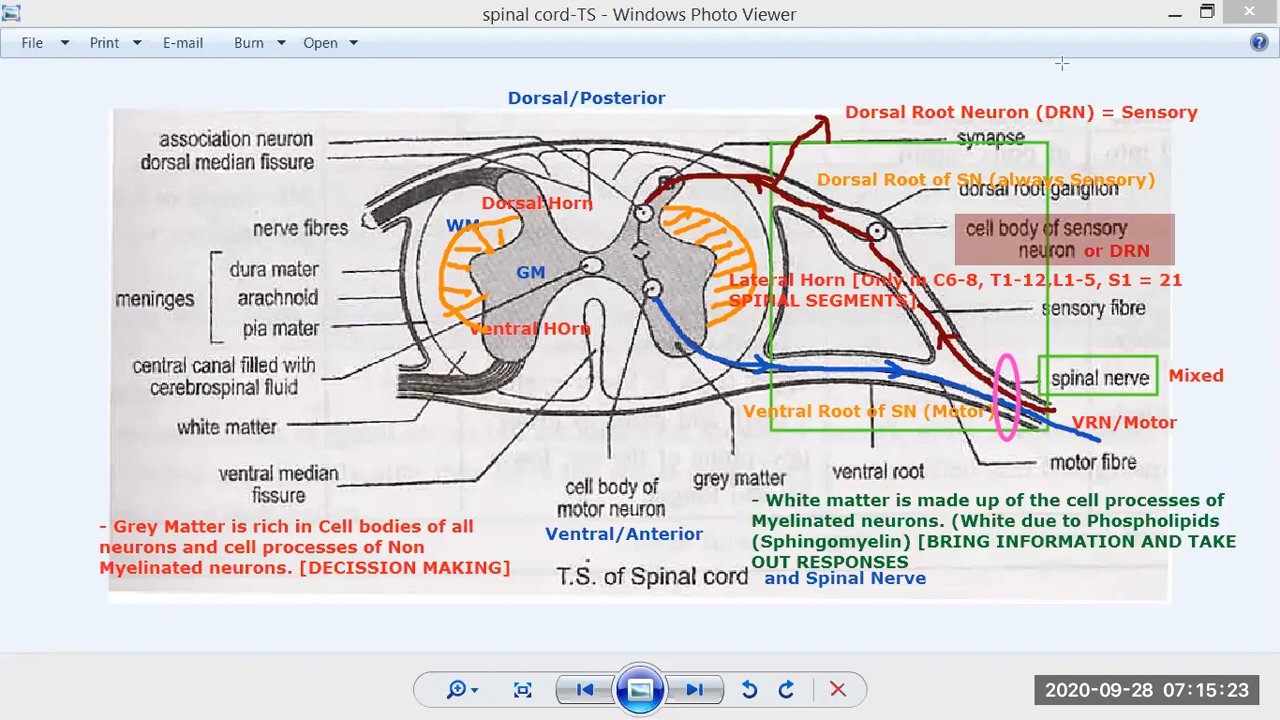 spinal cord-TS - Windows Photo Viewer
File
Print
E-mail
Burn
Open
Dorsal/Posterior
Dorsal Root Neuron (DRN) = Sensory
association neuron
synapse
dorsal median fissure
Dorsal Root of SN (always Sensory)
dorsal root ganglion
Dorsal Horn
nerve fibres
WM
cell body of sensory
neuron or DRN
dura mater
GM
Lateral Horn [Only in C6-8, T1-12,L1-5, S1 = 21
SPINAL SEGMENTS]
meninges
arachnoid
sensory fibre
pia mater
Ventral HOrn
central canal filled with
cerebrospinal fluid
spinal nerve
Mixed
Ventral Root of SN (Motor)
VRN/Motor
white matter
motor fibre
ventral median
fissure
cell body of
motor neuron
grey matter
ventral root
- White matter is made up of the cell processes of
Myelinated neurons. (White due to Phospholipids
(Sphingomyelin) [BRING INFORMATION AND TAKE
OUT RESPONSES
- Grey Matter is rich in Cell bodies of all
neurons and cell processes of Non
Myelinated neurons. [DECISSION MAKING]
Ventral/Anterior
T.S. of Spinal cord and Spinal Nerve
2020-09-28 07:15:23